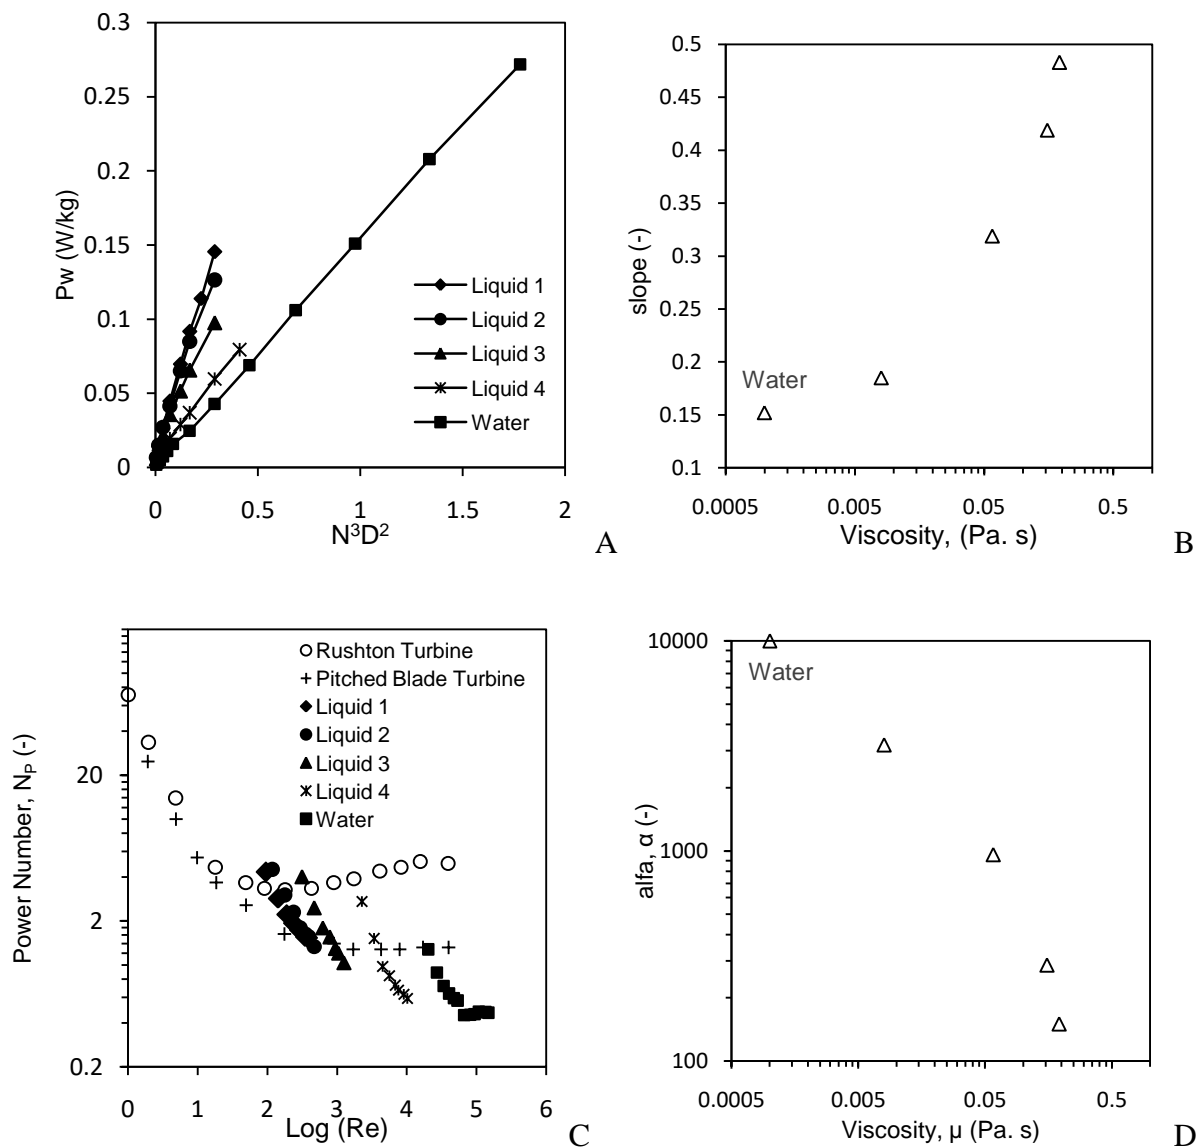 0.3
0.25
0.2
0.15
0.1
0.05
0
Pw (W/kg)
0
0.5
1
1.5
2
N³D²
Liquid 1
Liquid 2
Liquid 3
Liquid 4
Water
A
0.5
0.45
0.4
0.35
0.3
0.25
0.2
0.15
0.1
slope (-)
Water
0.0005
0.005
0.05
0.5
Viscosity, (Pa. s)
B
20
2
0.2
Power Number, Nₚ (-)
Rushton Turbine
Pitched Blade Turbine
Liquid 1
Liquid 2
Liquid 3
Liquid 4
Water
0
1
2
3
4
5
6
Log (Re)
C
10000
1000
100
alfa, α (-)
Water
0.0005
0.005
0.05
0.5
Viscosity, μ (Pa. s)
D